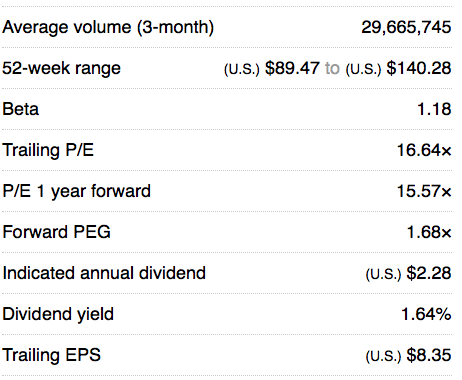 Average volume (3-month) 29,665,745
52-week range (U.S.) $89.47 to (U.S.) $140.28
Beta 1.18
Trailing P/E 16.64×
P/E 1 year forward 15.57×
Forward PEG 1.68×
Indicated annual dividend (U.S.) $2.28
Dividend yield 1.64%
Trailing EPS (U.S.) $8.35